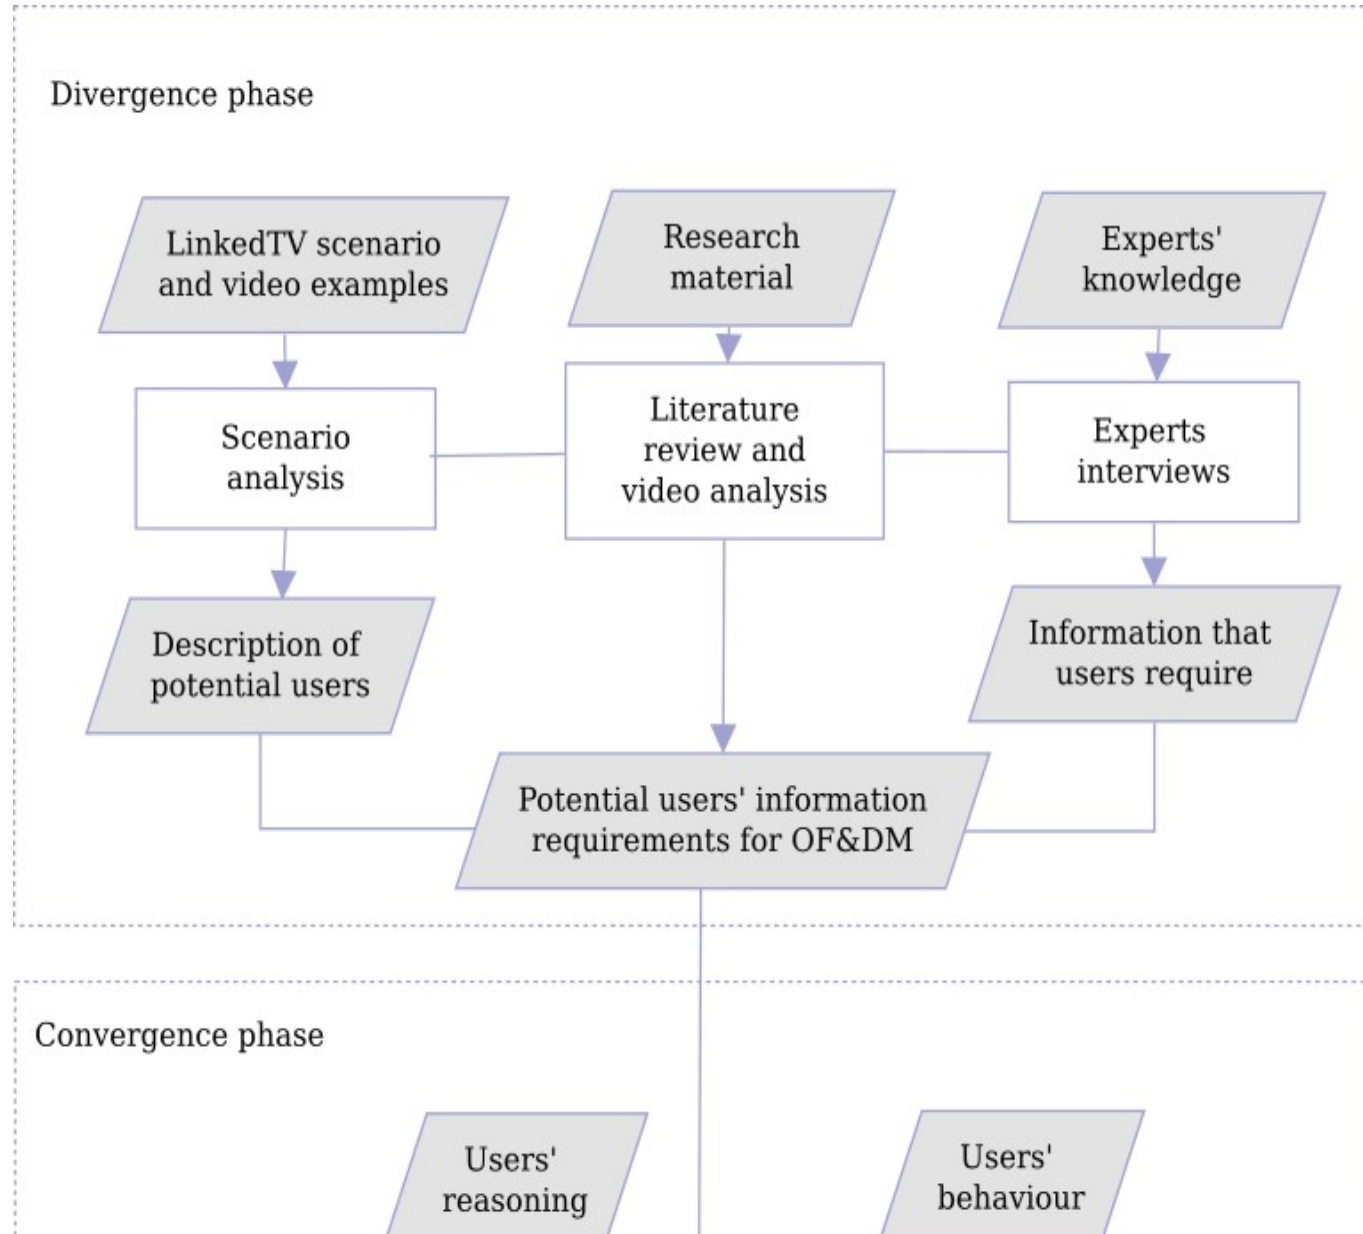 Divergence phase
LinkedTV scenario
and video examples
Research
material
Experts'
knowledge
Scenario
analysis
Literature
review and
video analysis
Experts
interviews
Description of
potential users
Information that
users require
Potential users' information
requirements for OF&DM
Convergence phase
Users'
reasoning
Users'
behaviour